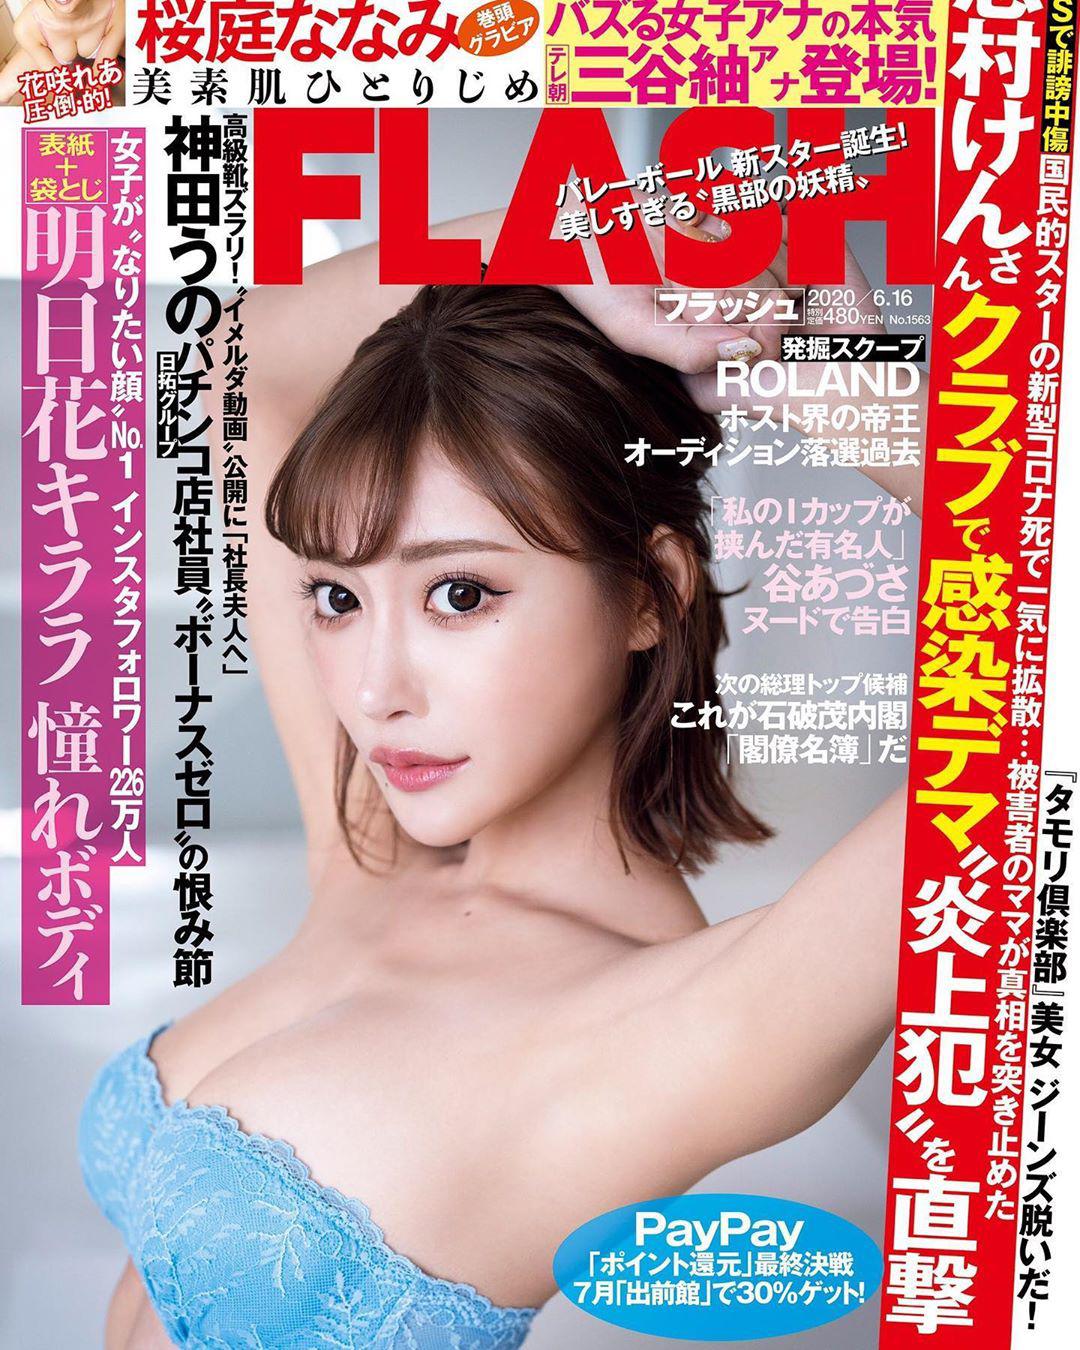 花咲れあ
圧・倒・的!
桜庭ななみ
巻頭
グラビア
美素肌ひとりじめ
バズる女子アナの本気
テレ朝
三谷紬アナ登場!
FLASH
バレーボール 新スター誕生!
美しすぎる〝黒部の妖精〟
フラッシュ
2020/6.16
特別定価480YEN No.1563
Sで誹謗中傷
国民的スターの新型コロナ死で一気に拡散…被害者のママが真相を突き止めた
村けんさん
クラブで感染デマ〝炎上犯〟を直撃
『タモリ倶楽部』美女 ジーンズ脱いだ!
発掘スクープ
ROLAND
ホスト界の帝王
オーディション落選過去
「私のIカップが
挟んだ有名人」
谷あづさ
ヌードで告白
次の総理トップ候補
これが石破茂内閣
「閣僚名簿」だ
高級靴ズラリ!〝イメルダ動画〟公開に「社長夫人へ」
神田うの
日拓グループ
パチンコ店社員〝ボーナスゼロ〟の恨み節
表紙
+
袋とじ
女子が〝なりたい顔〟No.1 インスタフォロワー226万人
明日花キララ 憧れボディ
PayPay
「ポイント還元」最終決戦
7月「出前館」で30%ゲット!